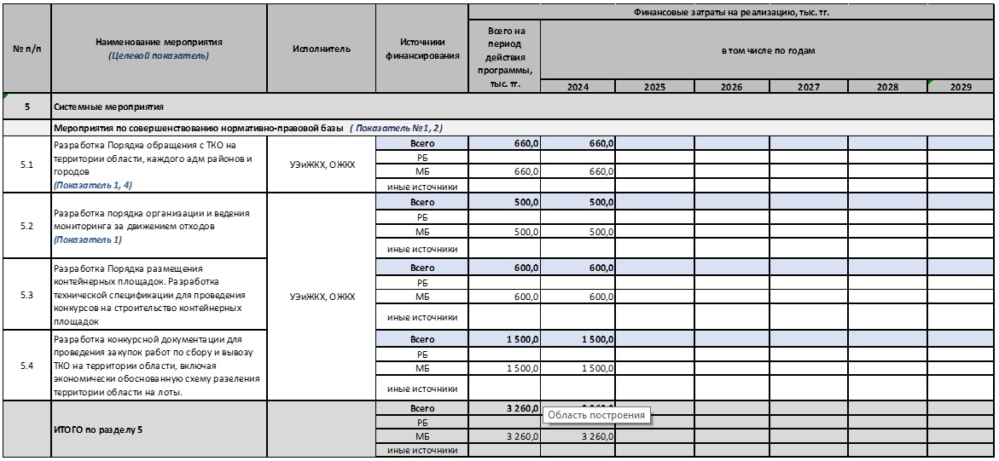 Финансовые затраты на реализацию, тыс. тг.
№ п/п
Наименование мероприятия
(Целевой показатель)
Исполнитель
Источники
финансирования
Всего на
период
действия
программы,
тыс. тг.
в том числе по годам
2024 2025 2026 2027 2028 2029
5 Системные мероприятия
Мероприятия по совершенствованию нормативно-правовой базы ( Показатель №1, 2)
5.1
Разработка Порядка обращения с ТКО на
территории области, каждого адм районов и
городов
(Показатель 1, 4)
УЭиЖКХ, ОЖКХ
Всего 660,0 660,0
РБ
МБ 660,0 660,0
иные источники
5.2
Разработка порядка организации и ведения
мониторинга за движением отходов
(Показатель 1)
Всего 500,0 500,0
РБ
МБ 500,0 500,0
иные источники
5.3
Разработка Порядка размещения
контейнерных площадок. Разработка
технической спецификации для проведения
конкурсов на строительство контейнерных
площадок
УЭиЖКХ, ОЖКХ
Всего 600,0 600,0
РБ
МБ 600,0 600,0
иные источники
5.4
Разработка конкурсной документации для
проведения закупок работ по сбору и вывозу
ТКО на территории области, включая
экономически обоснованную схему разеления
территории области на лоты.
Всего 1 500,0 1 500,0
РБ
МБ 1 500,0 1 500,0
иные источники
ИТОГО по разделу 5
Всего 3 260,0
Область построения
РБ
МБ 3 260,0 3 260,0
иные источники